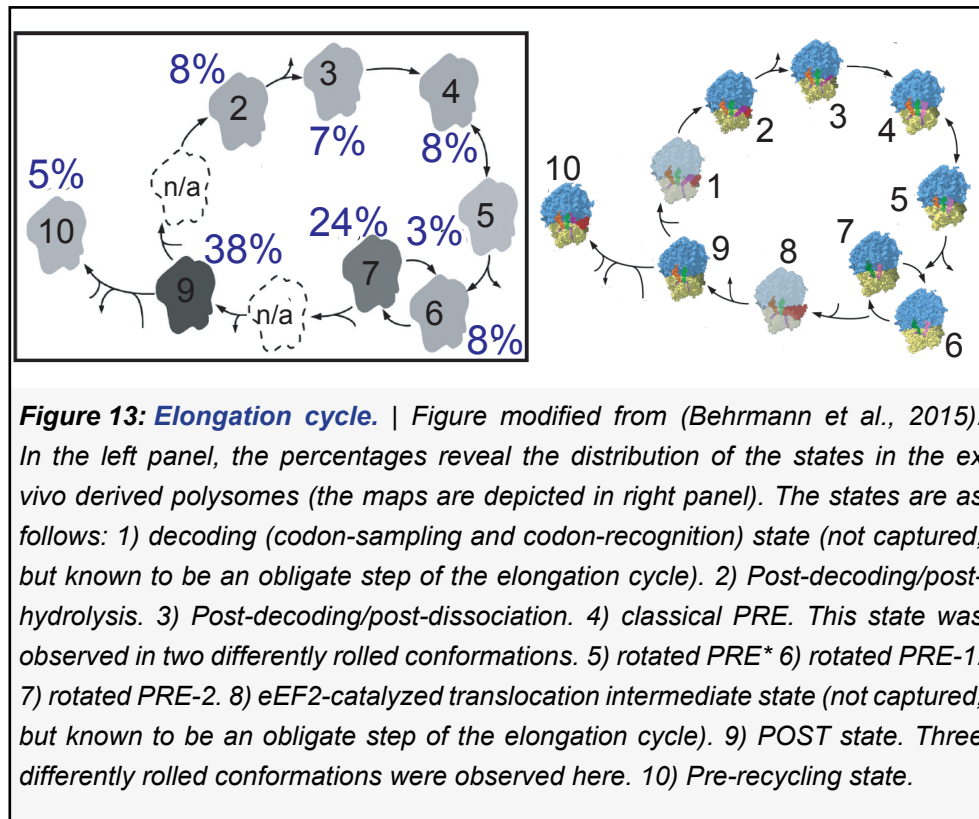 8%
2
3
7%
4
8%
n/a
5%
10
38%
9
n/a
24%
7
3%
5
6
8%
10
1
2
3
4
5
9
8
7
6
Figure 13: Elongation cycle. | Figure modified from (Behrmann et al., 2015).
In the left panel, the percentages reveal the distribution of the states in the ex
vivo derived polysomes (the maps are depicted in right panel). The states are as
follows: 1) decoding (codon-sampling and codon-recognition) state (not captured,
but known to be an obligate step of the elongation cycle). 2) Post-decoding/post-
hydrolysis. 3) Post-decoding/post-dissociation. 4) classical PRE. This state was
observed in two differently rolled conformations. 5) rotated PRE* 6) rotated PRE-1.
7) rotated PRE-2. 8) eEF2-catalyzed translocation intermediate state (not captured,
but known to be an obligate step of the elongation cycle). 9) POST state. Three
differently rolled conformations were observed here. 10) Pre-recycling state.